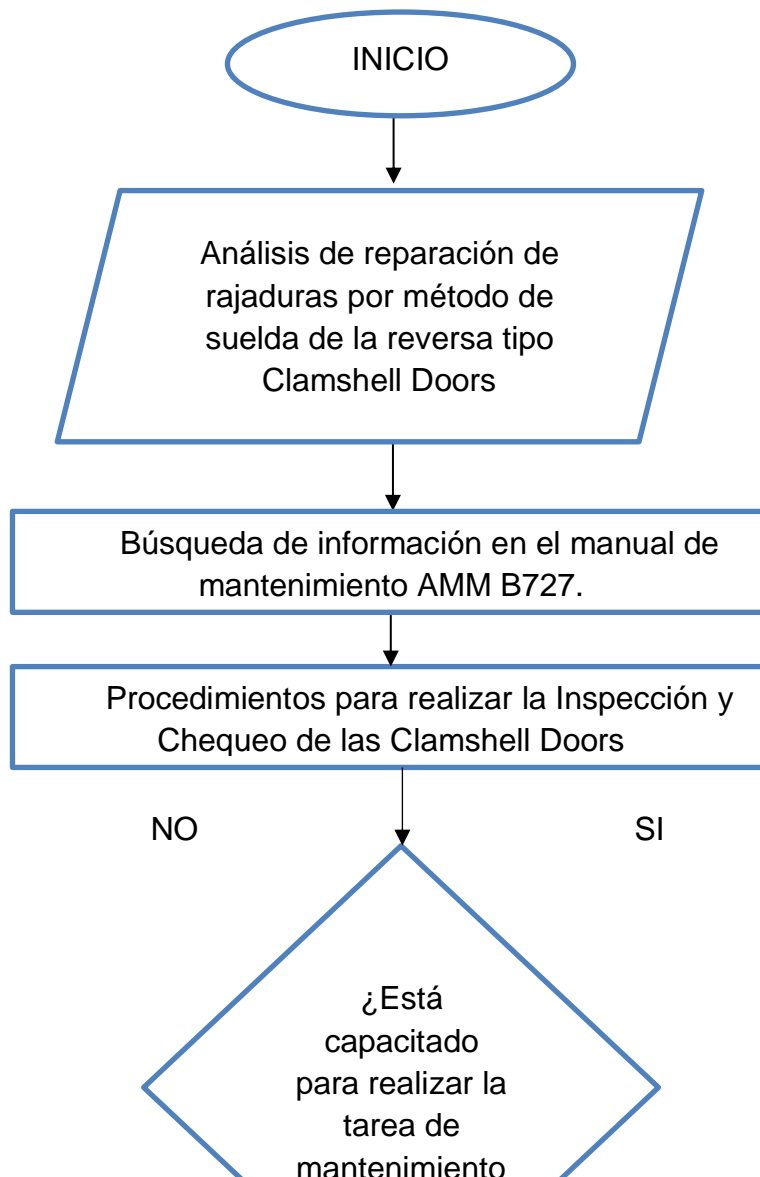 INICIO
Análisis de reparación de
rajaduras por método de
suelda de la reversa tipo
Clamshell Doors
Búsqueda de información en el manual de
mantenimiento AMM B727.
Procedimientos para realizar la Inspección y
Chequeo de las Clamshell Doors
NO
SI
¿Está
capacitado
para realizar la
tarea de
mantenimiento